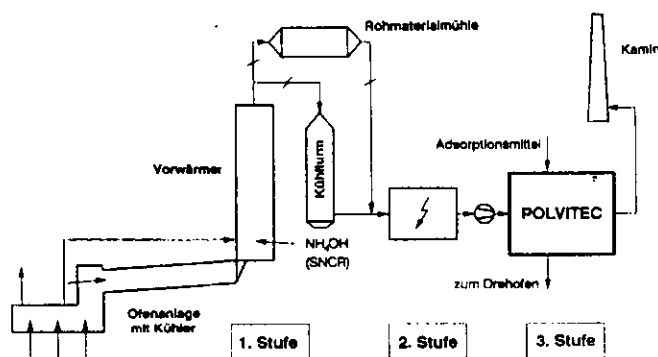 Rohmaterialmühle
Kamin
Vorwärmer
Kühlturm
Adsorptionsmittel
POLVITEC
NH₄OH
(SNCR)
zum Drehofen
Ofenanlage
mit Kühler
1. Stufe
2. Stufe
3. Stufe